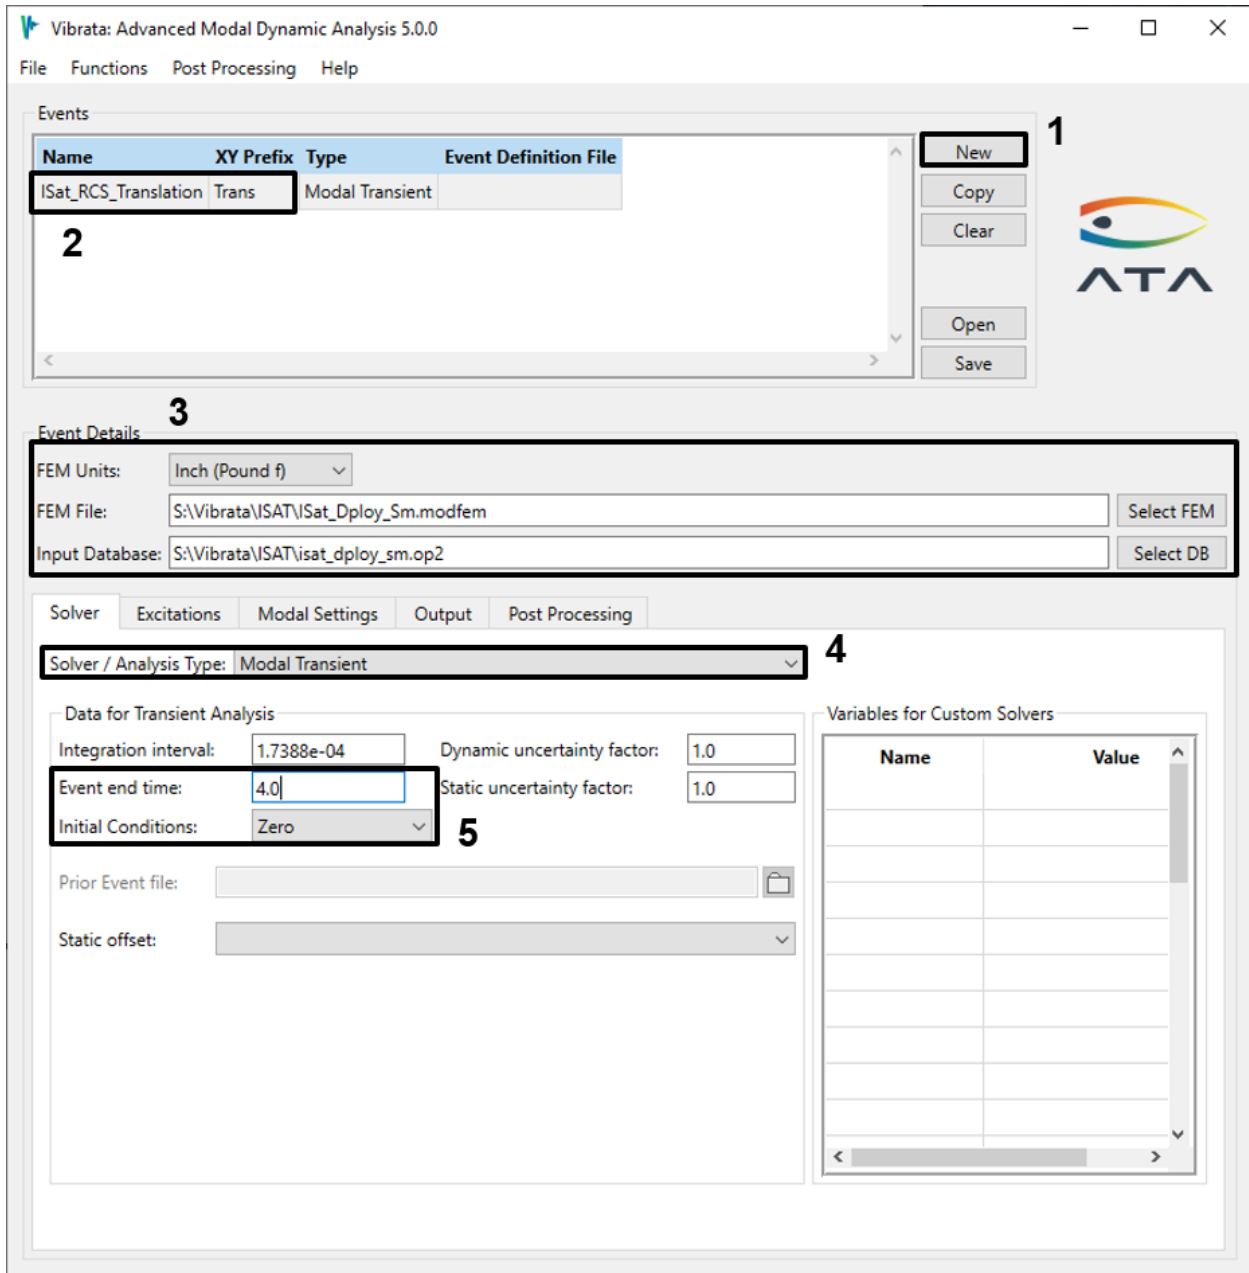 Vibrata: Advanced Modal Dynamic Analysis 5.0.0
File Functions Post Processing Help
Events
1
Name XY Prefix Type Event Definition File
New
ISat_RCS_Translation Trans Modal Transient
Copy
2
Clear
ATA
Open
Save
3
Event Details
FEM Units: Inch (Pound f)
FEM File: S:\Vibrata\ISAT\ISat_Dploy_Sm.modfem Select FEM
Input Database: S:\Vibrata\ISAT\isat_dploy_sm.op2 Select DB
Solver Excitations Modal Settings Output Post Processing
Solver / Analysis Type: Modal Transient 4
Data for Transient Analysis Variables for Custom Solvers
Integration interval: 1.7388e-04 Dynamic uncertainty factor: 1.0 Name Value
Event end time: 4.0 Static uncertainty factor: 1.0
Initial Conditions: Zero 5
Prior Event file:
Static offset: